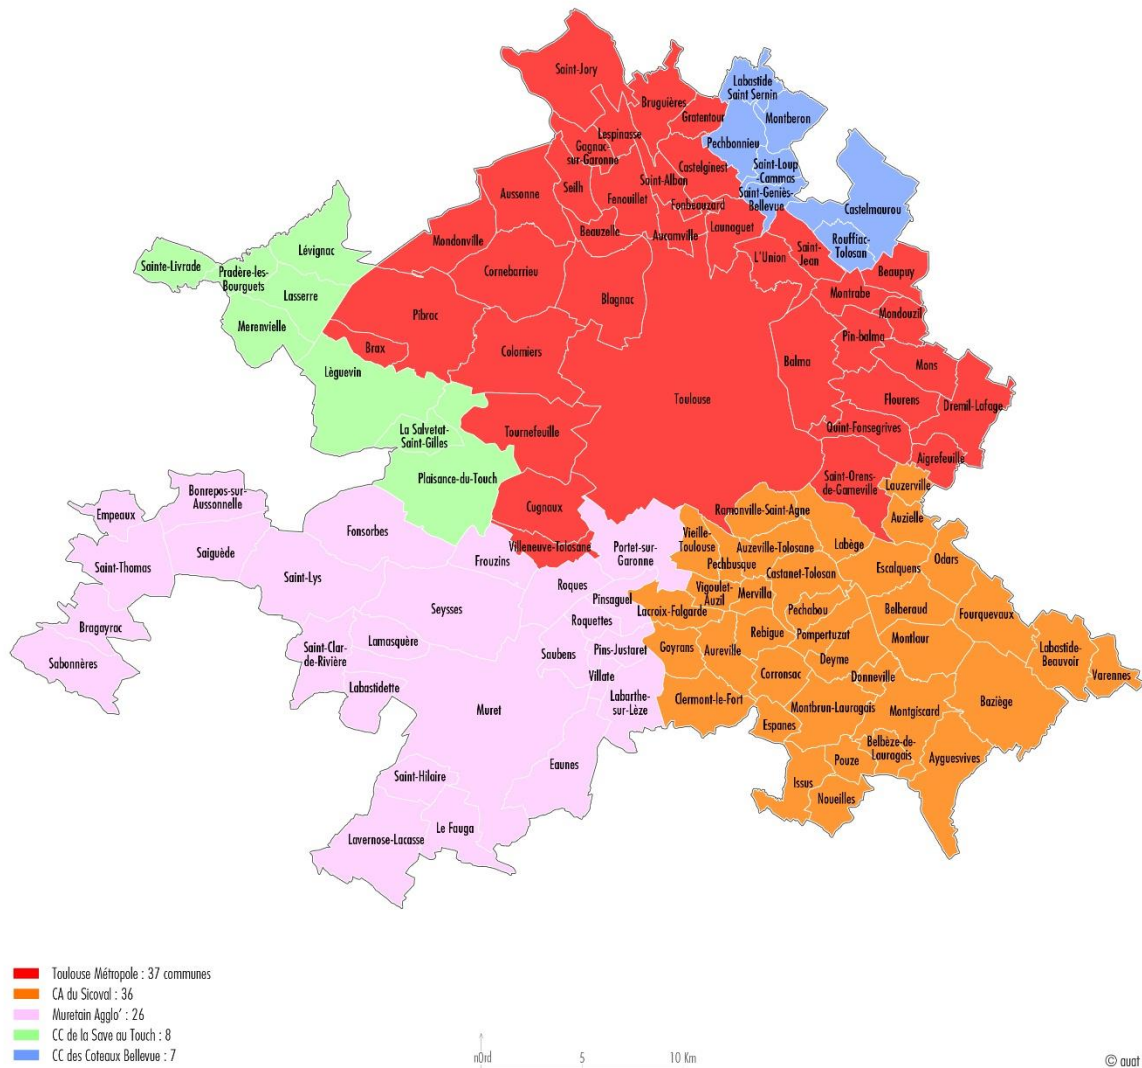 Saint-Jory
Bruguières
Labastide
Saint Sernin
Gratentour
Montberon
Lespinasse
Pechbonnieu
Gagnac-
sur-Garonne
Saint-Loup
-Cammas
Castelginest
Saint-Alban
Seilh
Aussonne
Fenouillet
Saint-Geniès-
Bellevue
Fonbeauzard
Castelmaurou
Launaguet
Beauzelle
Aucamville
Mondonville
Rouffiac-
Tolosan
Saint-
Jean
L'Union
Lévignac
Sainte-Livrade
Pradère-les-
Bourguets
Cornebarrieu
Beaupuy
Lasserre
Montrabe
Blagnac
Mondouzil
Merenvielle
Pibrac
Pin-balma
Brax
Colomiers
Balma
Mons
Lèguevin
Toulouse
Flourens
Dremil-Lafage
La Salvetat-
Saint-Gilles
Tournefeuille
Quint-Fonsegrives
Aigrefeuille
Plaisance-du-Touch
Saint-Orens-
de-Gameville
Lauzerville
Bonrepos-sur-
Aussonnelle
Cugnaux
Ramonville-Saint-Agne
Empeaux
Auzielle
Fonsorbes
Vieille-
Toulouse
Villeneuve-Tolosane
Portet-sur-
Garonne
Auzeville-Tolosane
Labège
Saiguède
Frouzins
Pechbusque
Odars
Saint-Thomas
Escalquens
Castanet-Tolosan
Saint-Lys
Roques
Vigoulet-
Auzil
Mervilla
Pinsaguel
Seysses
Lacroix-Falgarde
Pechabou
Belberaud
Fourquevaux
Roquettes
Bragayrac
Rebigue
Pompertuzat
Montlaur
Lamasquère
Saint-Clar-
de-Rivière
Saubens
Pins-Justaret
Goyrans
Aureville
Labastide-
Beauvoir
Sabonnères
Deyme
Villate
Corronsac
Donneville
Varennes
Labastidette
Labarthe-
sur-Lèze
Clermont-le-Fort
Baziège
Muret
Montbrun-Lauragais
Montgiscard
Espanes
Belbèze-de-
Lauragais
Pouze
Ayguesvives
Eaunes
Saint-Hilaire
Issus
Noueilles
Le Fauga
Lavernose-Lacasse
Toulouse Métropole : 37 communes
CA du Sicoval : 36
Muretain Agglo' : 26
CC de la Save au Touch : 8
CC des Coteaux Bellevue : 7
n0rd 5 10 Km
© auat